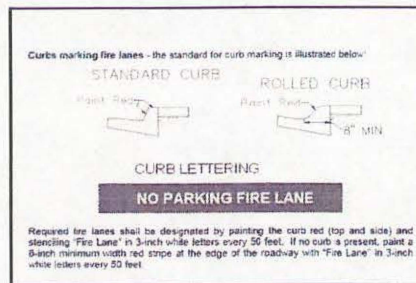 Curbs marking fire lanes - the standard for curb marking is illustrated below:
STANDARD CURB
ROLLED CURB
Paint Red
Paint Red
8" MIN
CURB LETTERING
NO PARKING FIRE LANE
Required fire lanes shall be designated by painting the curb red (top and side) and
stenciling "Fire Lane" in 3-inch white letters every 50 feet. If no curb is present, paint a
6-inch minimum width red stripe at the edge of the roadway with "Fire Lane" in 3-inch
white letters every 50 feet.